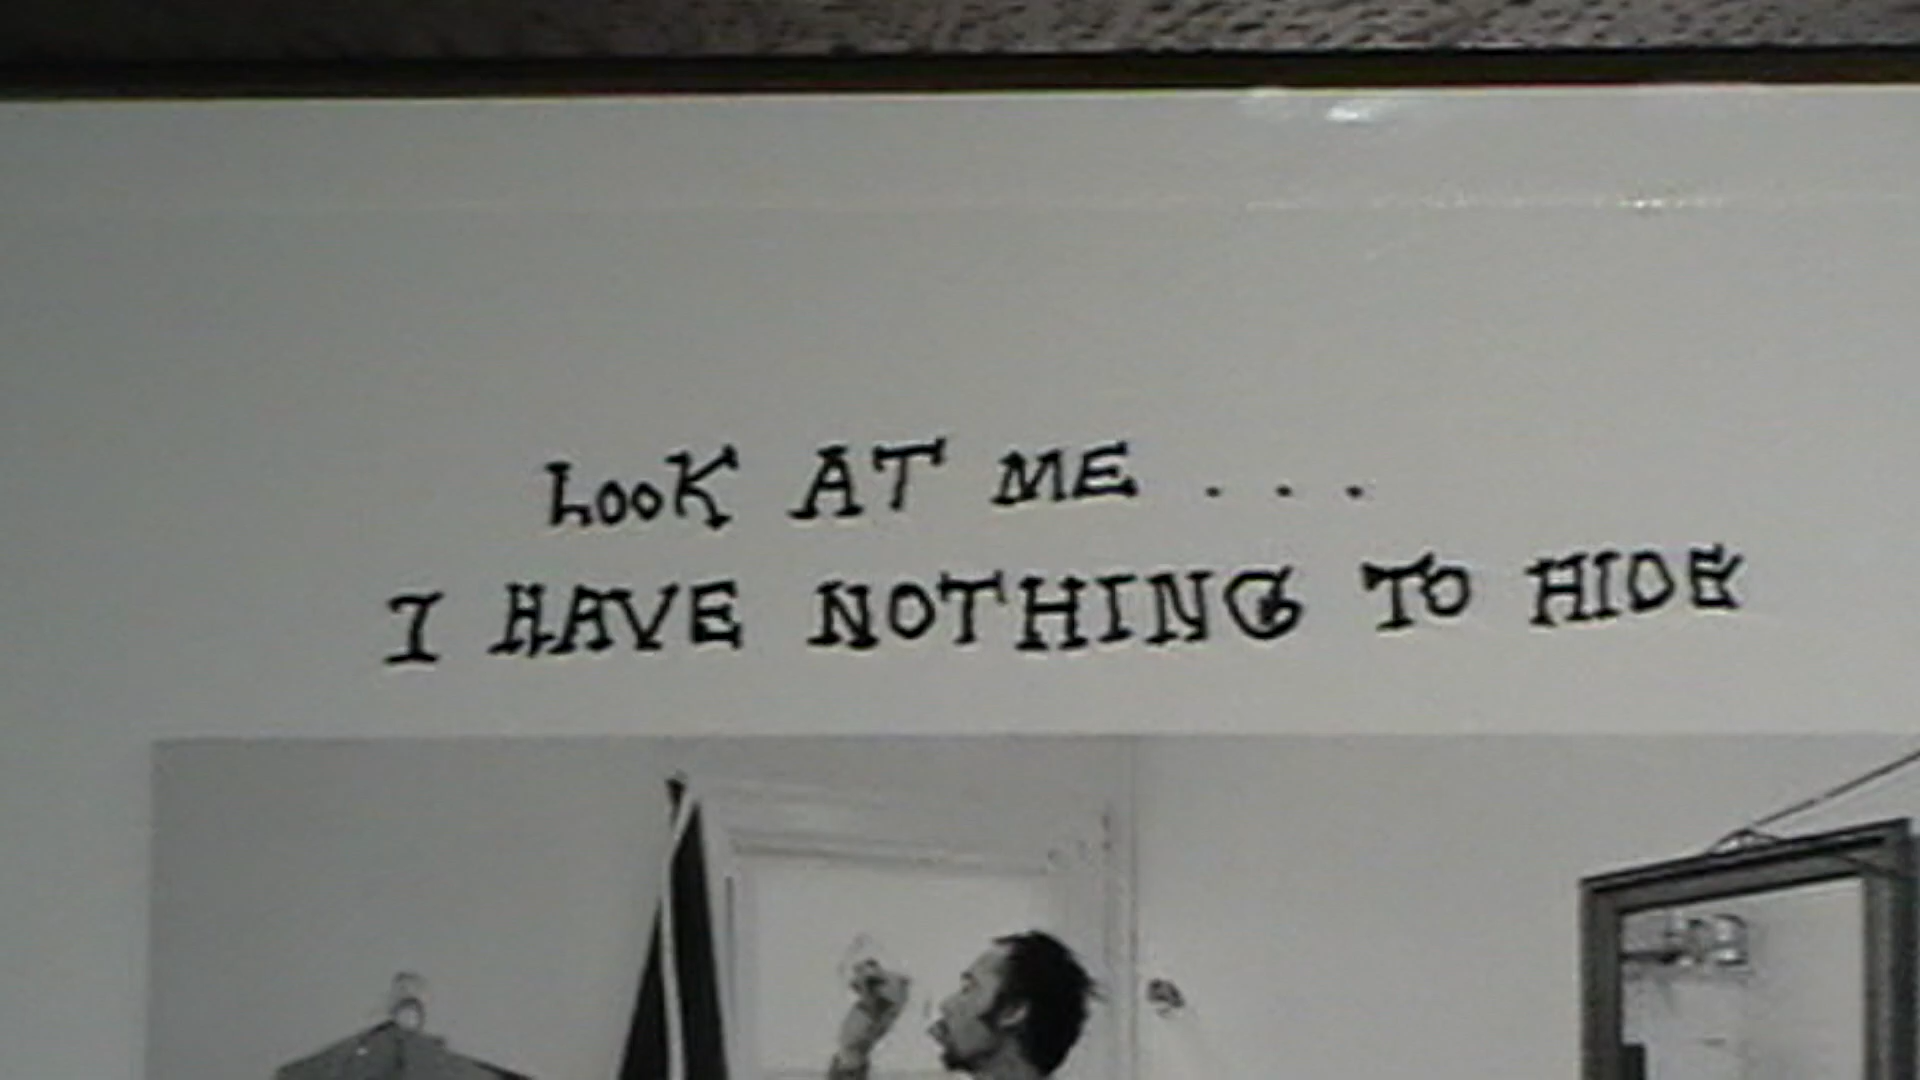 LooK AT ME . . .
I HAVE NOTHING TO HIDE